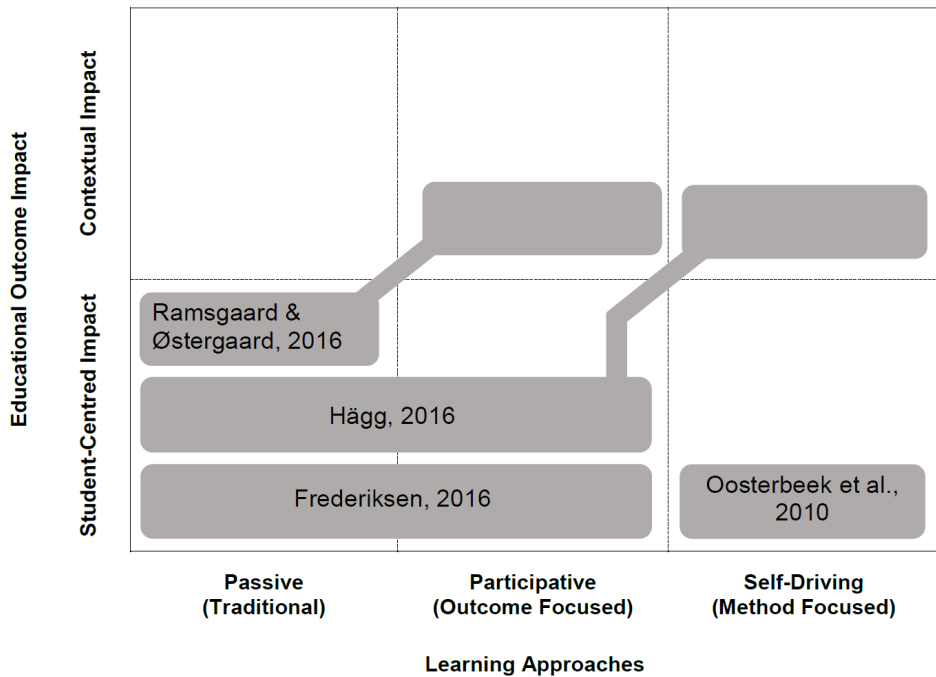 Educational Outcome Impact
Contextual Impact
Student-Centred Impact
Ramsgaard &
Østergaard, 2016
Hägg, 2016
Frederiksen, 2016
Oosterbeek et al.,
2010
Passive
(Traditional)
Participative
(Outcome Focused)
Self-Driving
(Method Focused)
Learning Approaches